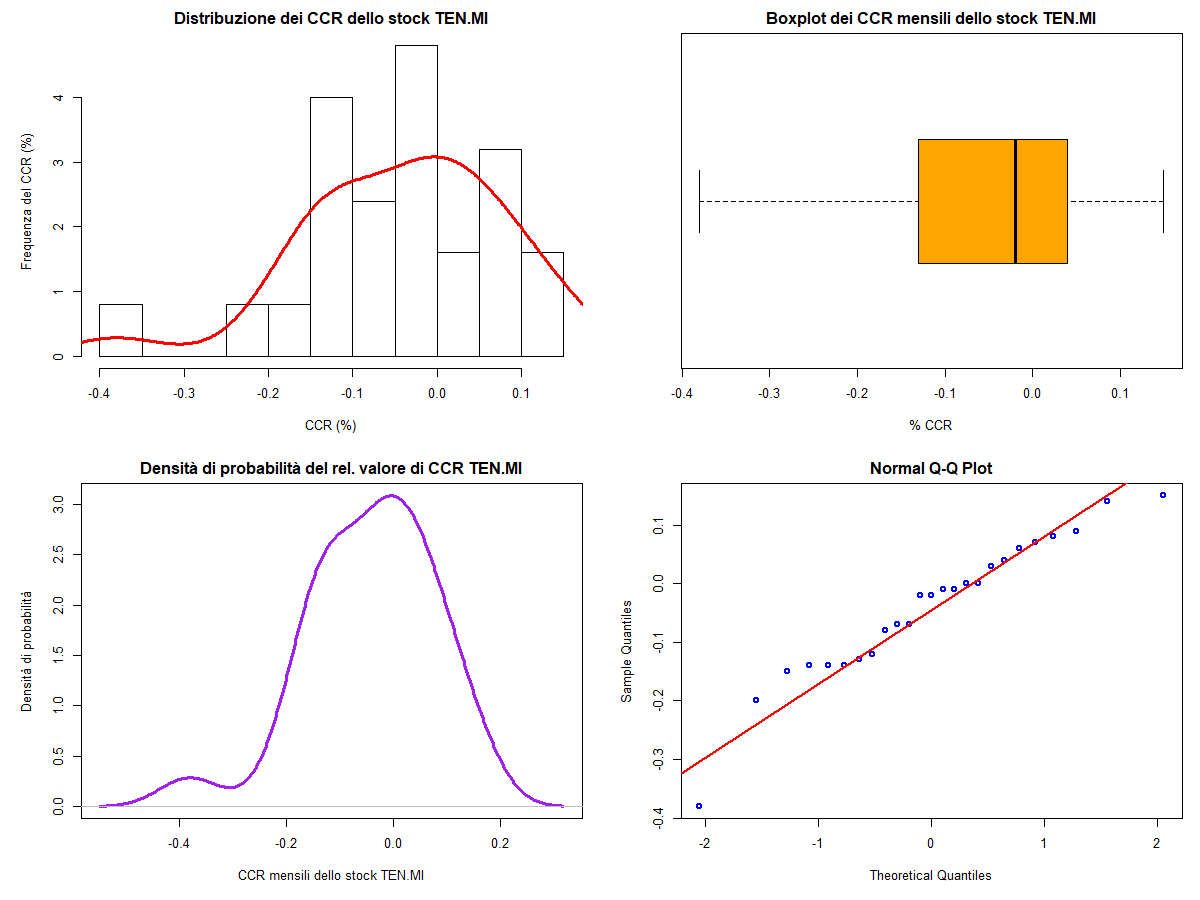 Distribuzione dei CCR dello stock TEN.MI
Frequenza del CCR (%)
4
3
2
1
0
-0.4 -0.3 -0.2 -0.1 0.0 0.1
CCR (%)
Boxplot dei CCR mensili dello stock TEN.MI
-0.4 -0.3 -0.2 -0.1 0.0 0.1
% CCR
Densità di probabilità del rel. valore di CCR TEN.MI
Densità di probabilità
3.0
2.5
2.0
1.5
1.0
0.5
0.0
-0.4 -0.2 0.0 0.2
CCR mensili dello stock TEN.MI
Normal Q-Q Plot
Sample Quantiles
0.1
0.0
-0.1
-0.2
-0.3
-0.4
-2 -1 0 1 2
Theoretical Quantiles